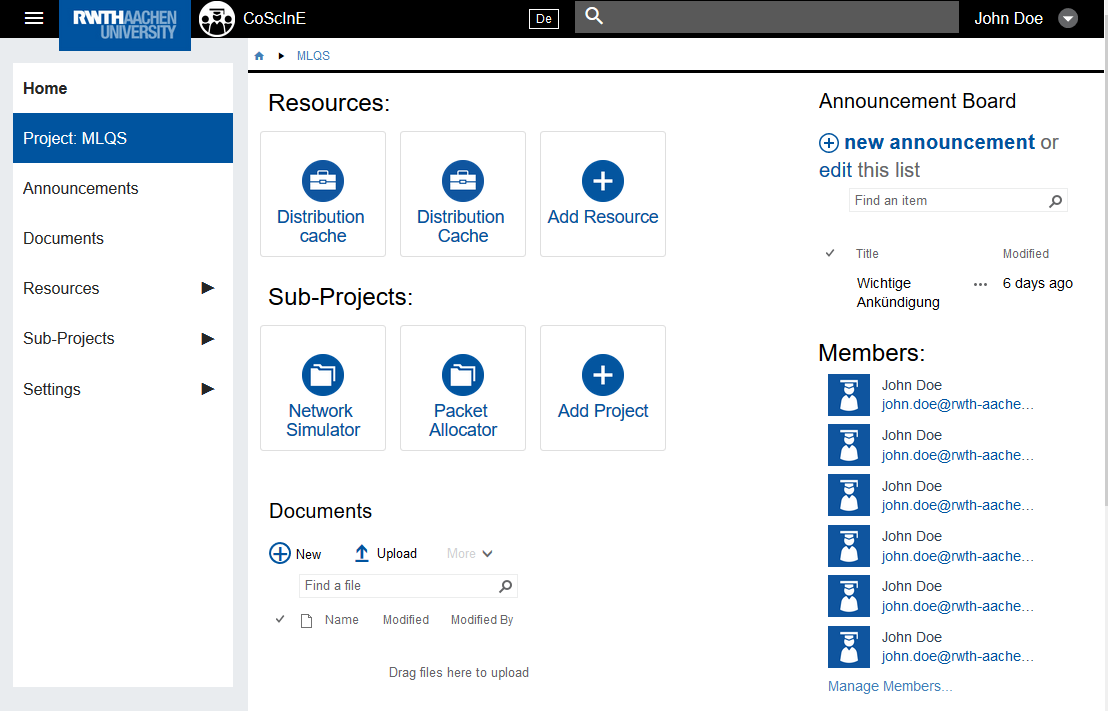 RWTHAACHEN
UNIVERSITY
CoScInE
De
John Doe
MLQS
Home
Project: MLQS
Announcements
Documents
Resources
Sub-Projects
Settings
Resources:
Distribution
cache
Distribution
Cache
Add Resource
Sub-Projects:
Network
Simulator
Packet
Allocator
Add Project
Documents
New
Upload
More
Find a file
Name
Modified
Modified By
Drag files here to upload
Announcement Board
new announcement or
edit this list
Find an item
Title
Modified
Wichtige
Ankündigung
... 6 days ago
Members:
John Doe
john.doe@rwth-aache...
John Doe
john.doe@rwth-aache...
John Doe
john.doe@rwth-aache...
John Doe
john.doe@rwth-aache...
John Doe
john.doe@rwth-aache...
John Doe
john.doe@rwth-aache...
Manage Members...